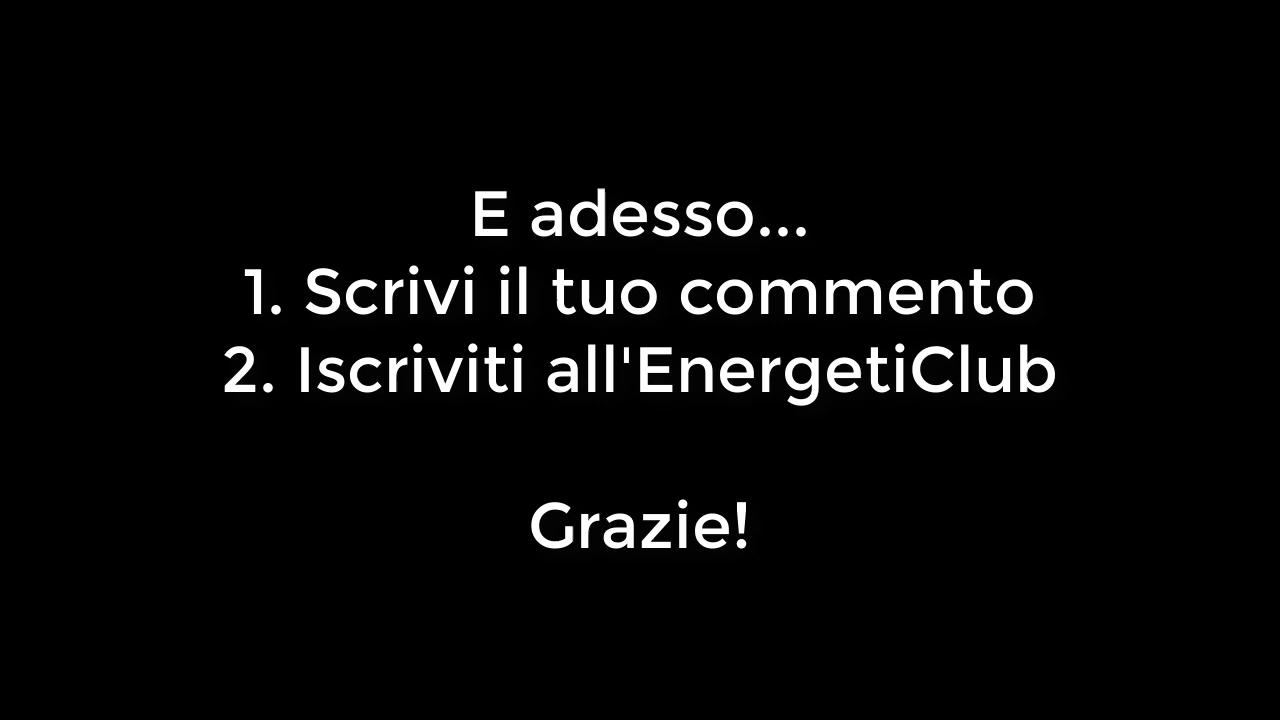 E adesso...
1. Scrivi il tuo commento
2. Iscriviti all'EnergetiClub
Grazie!